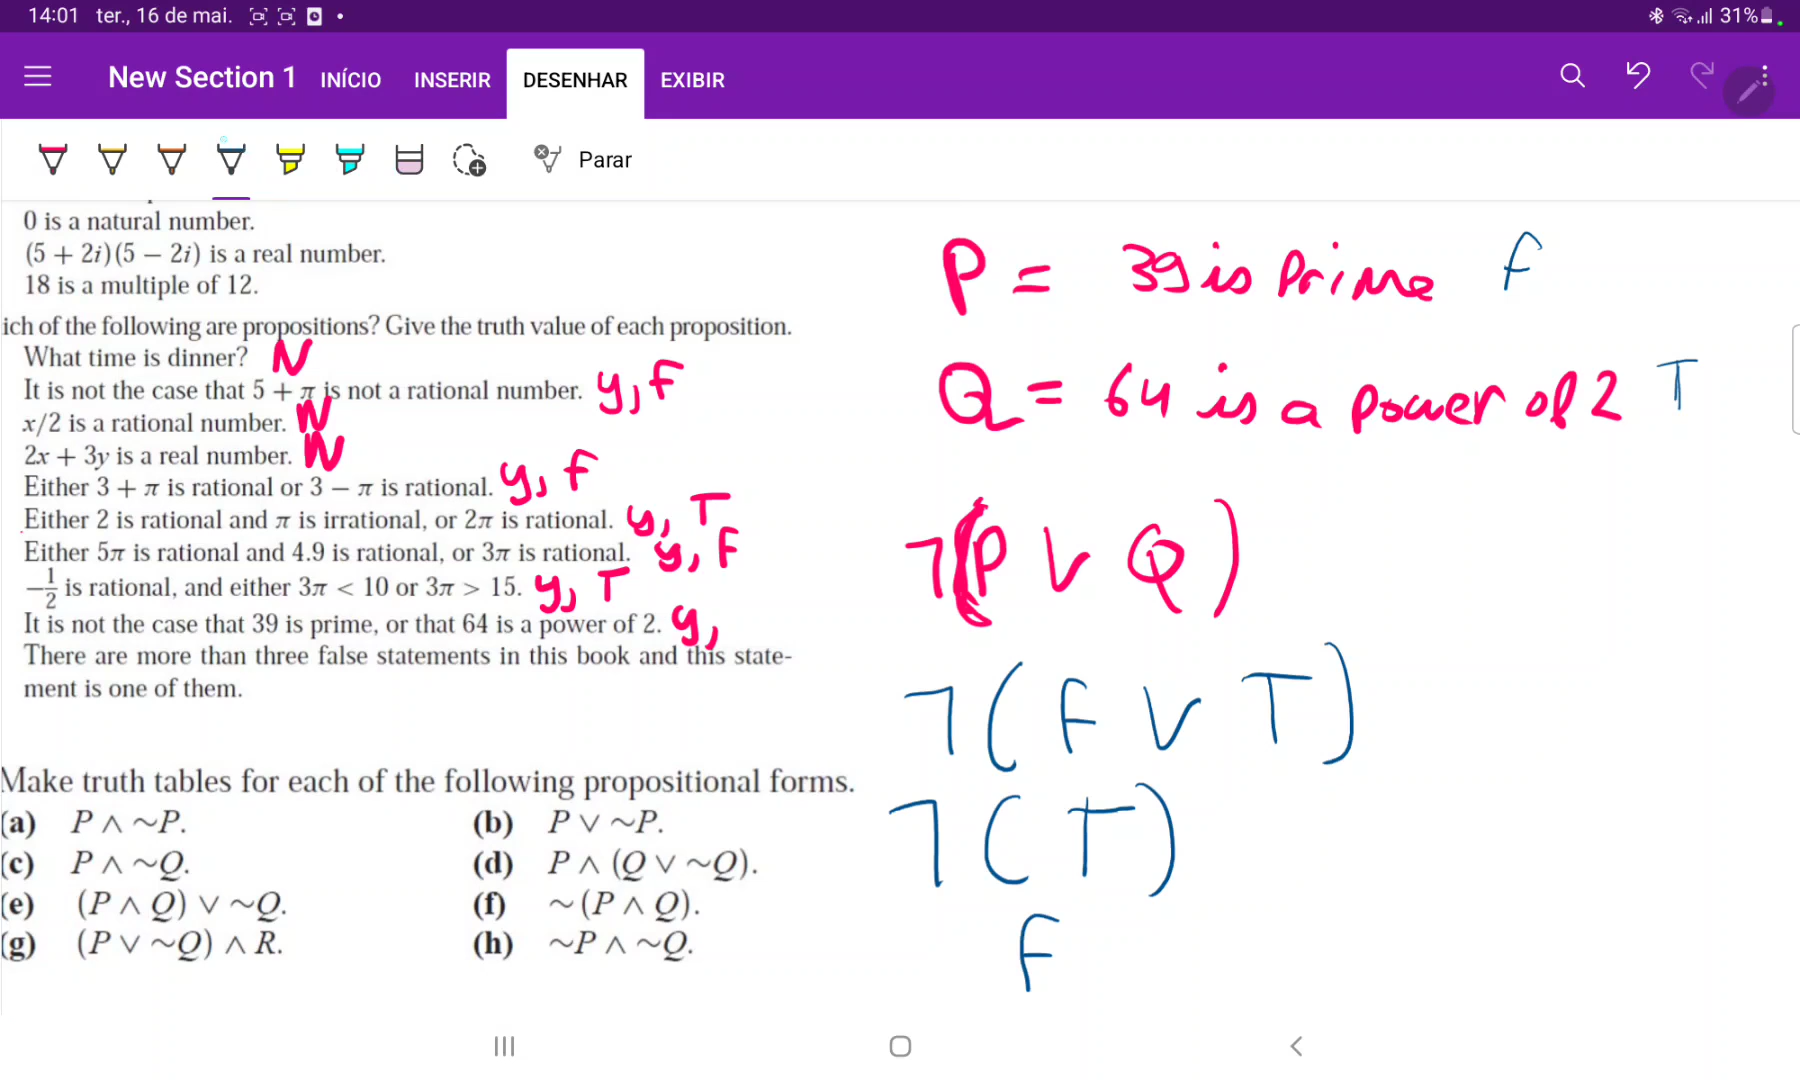 14:01 ter., 16 de mai. 31%
New Section 1 INÍCIO INSERIR DESENHAR EXIBIR
Parar
0 is a natural number.
(5 + 2i)(5 − 2i) is a real number.
18 is a multiple of 12.
ich of the following are propositions? Give the truth value of each proposition.
What time is dinner? N
It is not the case that 5 + π is not a rational number. y, F
x/2 is a rational number. N
2x + 3y is a real number. N
Either 3 + π is rational or 3 − π is rational. y, F
Either 2 is rational and π is irrational, or 2π is rational. y, T
Either 5π is rational and 4.9 is rational, or 3π is rational. y, F
−1/2 is rational, and either 3π < 10 or 3π > 15. y, T
It is not the case that 39 is prime, or that 64 is a power of 2. y,
There are more than three false statements in this book and this state-
ment is one of them.
Make truth tables for each of the following propositional forms.
(a) P ∧ ~P. (b) P ∨ ~P.
(c) P ∧ ~Q. (d) P ∧ (Q ∨ ~Q).
(e) (P ∧ Q) ∨ ~Q. (f) ~(P ∧ Q).
(g) (P ∨ ~Q) ∧ R. (h) ~P ∧ ~Q.
P = 39 is Prime F
Q = 64 is a power of 2 T
¬(P ∨ Q)
¬(F ∨ T)
¬(T)
F